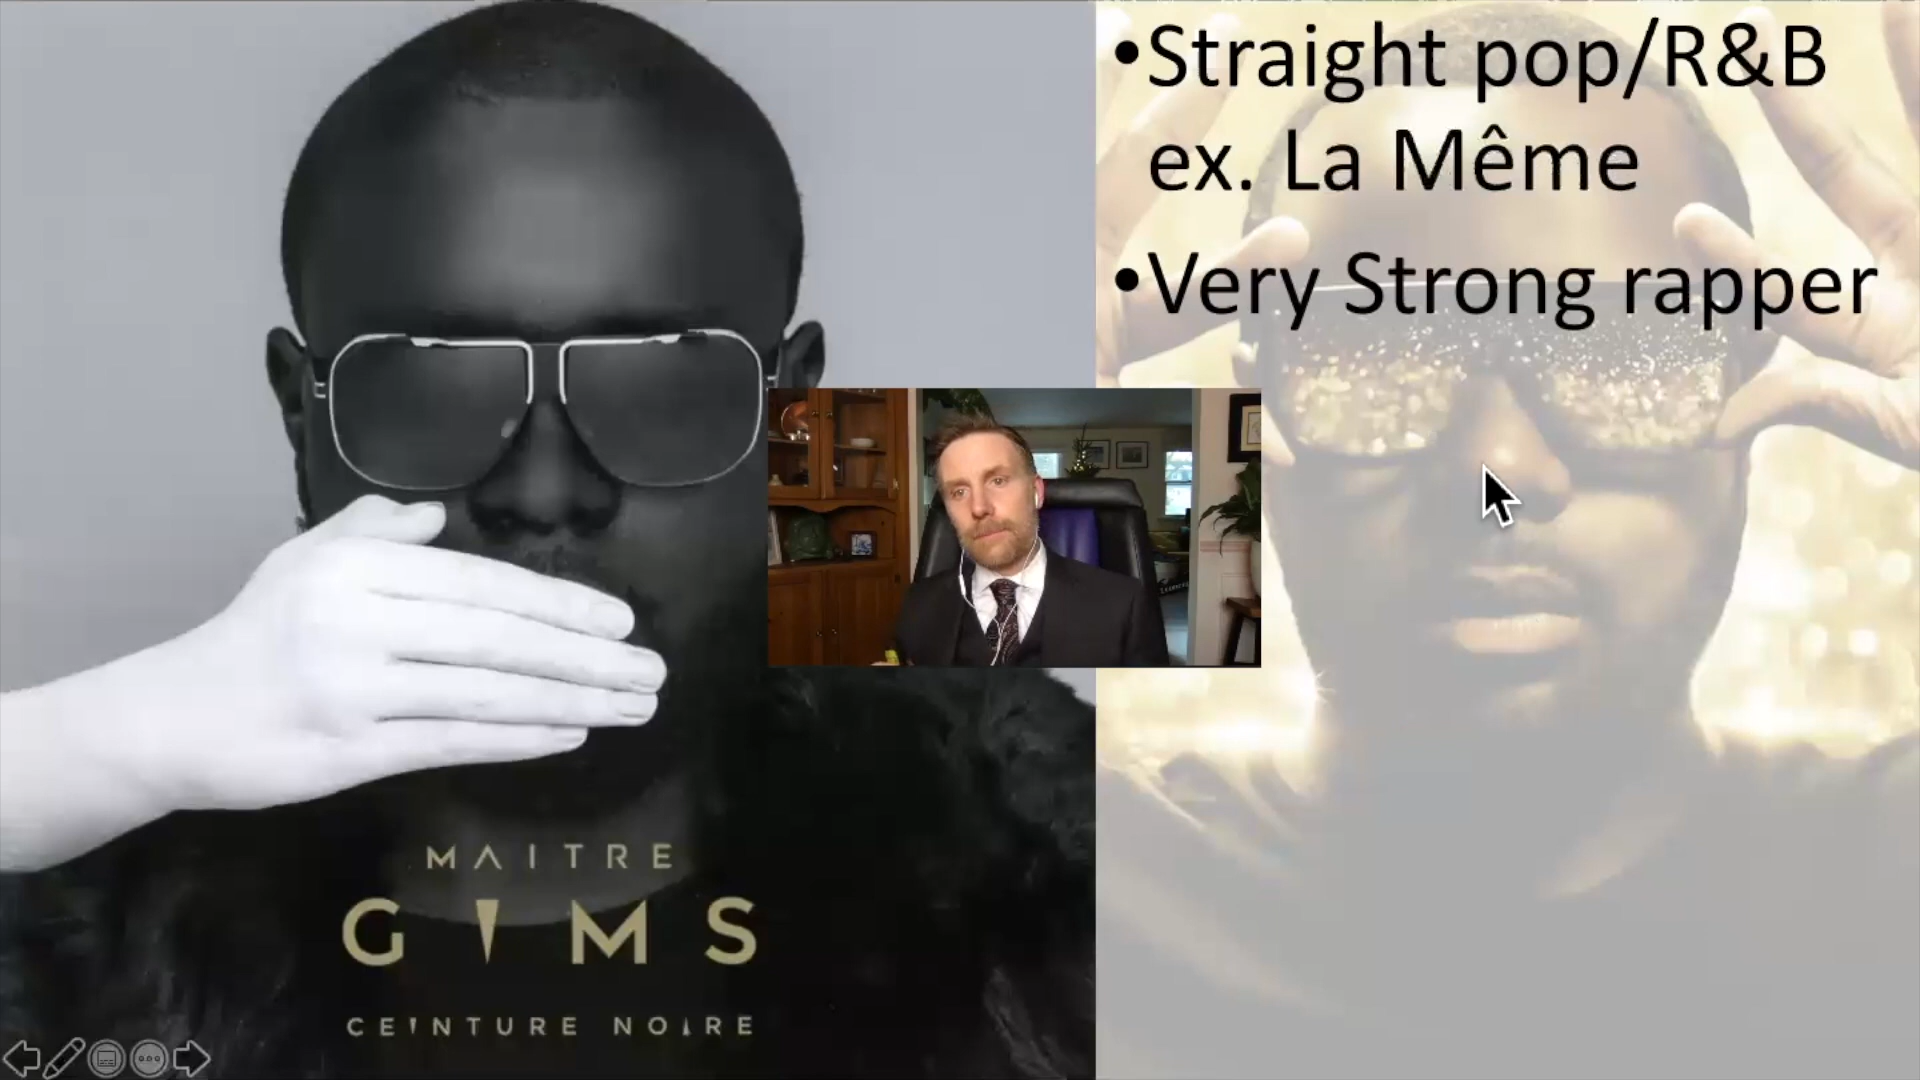 •Straight pop/R&B
ex. La Même
•Very Strong rapper
MAITRE
GIMS
CEINTURE NOIRE